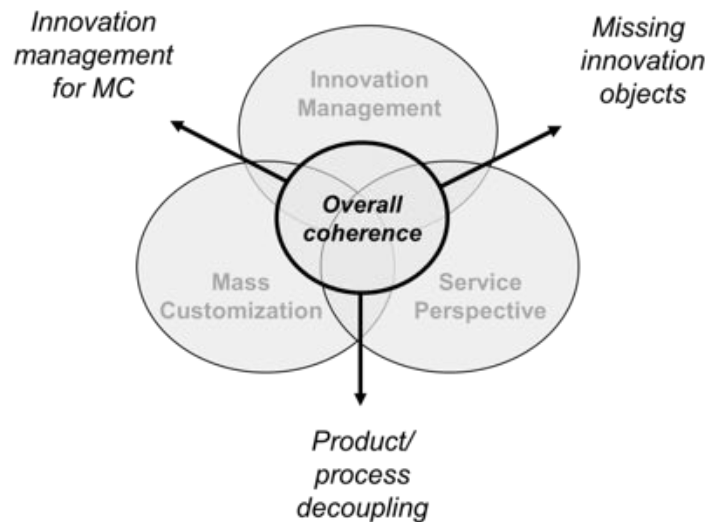 Innovation
management
for MC
Missing
innovation
objects
Innovation
Management
Overall
coherence
Mass
Customization
Service
Perspective
Product/
process
decoupling